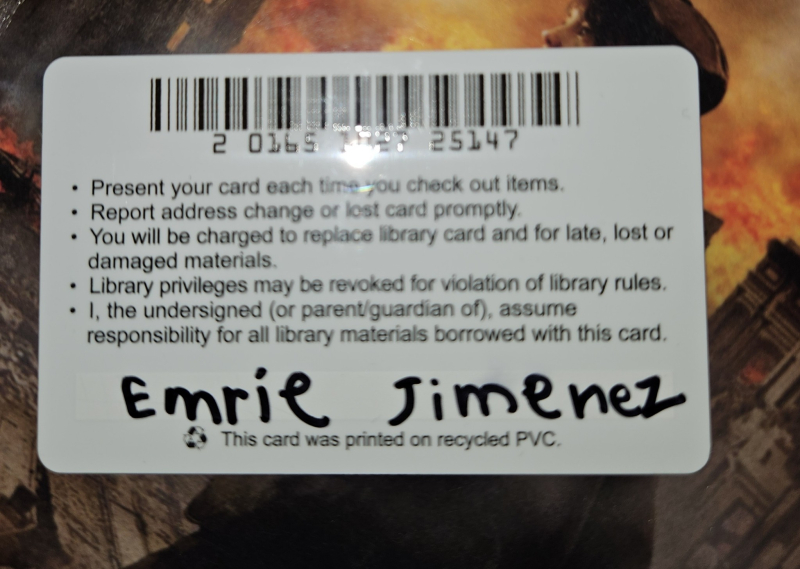 2 0165 25147
• Present your card each time you check out items.
• Report address change or lost card promptly.
• You will be charged to replace library card and for late, lost or
damaged materials.
• Library privileges may be revoked for violation of library rules.
• I, the undersigned (or parent/guardian of), assume
responsibility for all library materials borrowed with this card.
Emrie Jimenez
This card was printed on recycled PVC.